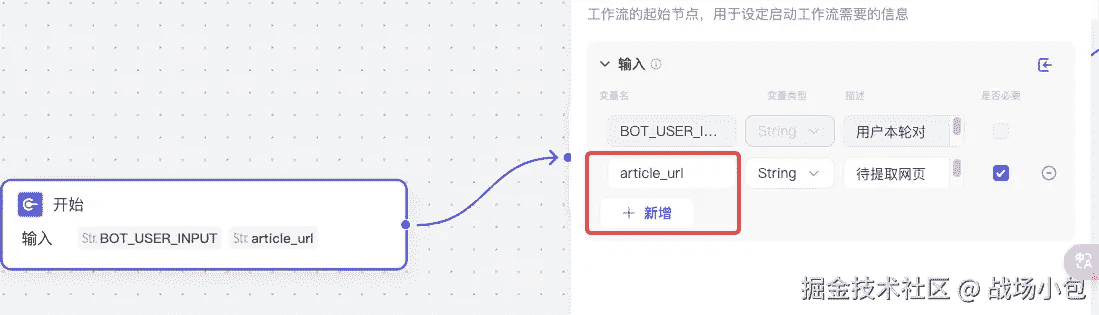 工作流的起始节点，用于设定启动工作流需要的信息
输入
变量名 变量类型 描述 是否必要
BOT_USER_I... String 用户本轮对
article_url String 待提取网页
+ 新增
开始
输入 Str. BOT_USER_INPUT Str. article_url
中A
掘金技术社区 @ 战场小包